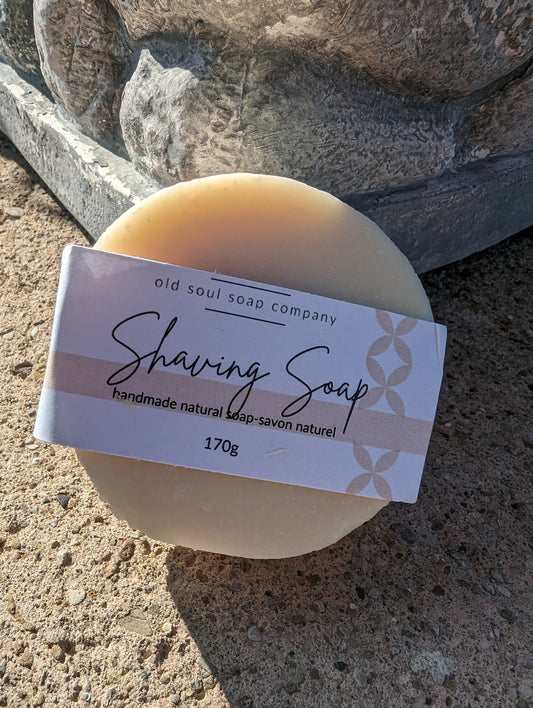 old soul soap company
Shaving Soap
handmade natural soap-savon naturel
170g